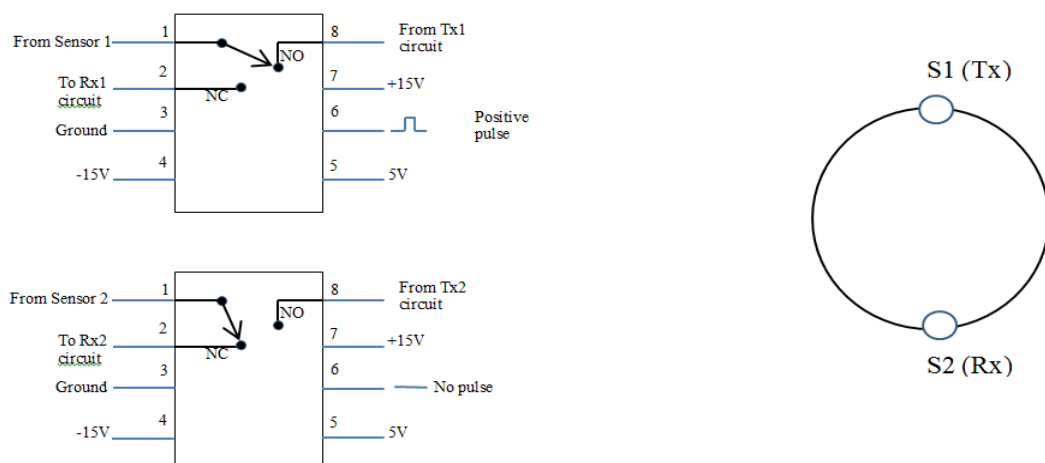 1
8
From Sensor 1
From Tx1
circuit
NO
2
7
To Rx1
circuit
+15V
NC
3
6
Ground
Positive
pulse
4
5
-15V
5V
1
8
From Sensor 2
From Tx2
circuit
NO
2
7
To Rx2
circuit
+15V
NC
3
6
Ground
No pulse
4
5
-15V
5V
S1 (Tx)
S2 (Rx)